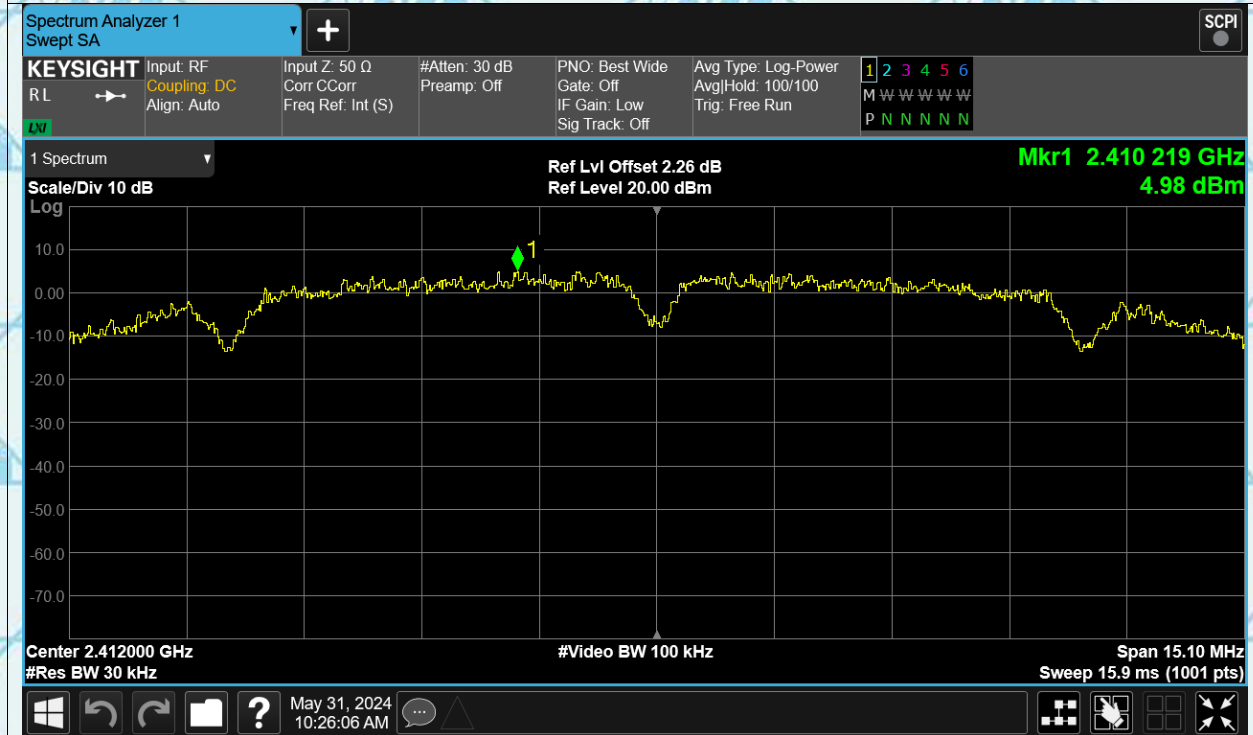 Spectrum Analyzer 1
Swept SA
+
SCPI
KEYSIGHT
R L
LXI
Input: RF
Coupling: DC
Align: Auto
Input Z: 50 Ω
Corr CCorr
Freq Ref: Int (S)
#Atten: 30 dB
Preamp: Off
PNO: Best Wide
Gate: Off
IF Gain: Low
Sig Track: Off
Avg Type: Log-Power
Avg|Hold: 100/100
Trig: Free Run
1 2 3 4 5 6
M W W W W W W
P N N N N N N
1 Spectrum
Scale/Div 10 dB
Log
Ref Lvl Offset 2.26 dB
Ref Level 20.00 dBm
Mkr1 2.410 219 GHz
4.98 dBm
1
10.0
0.00
-10.0
-20.0
-30.0
-40.0
-50.0
-60.0
-70.0
Center 2.412000 GHz
#Res BW 30 kHz
#Video BW 100 kHz
Span 15.10 MHz
Sweep 15.9 ms (1001 pts)
?
May 31, 2024
10:26:06 AM